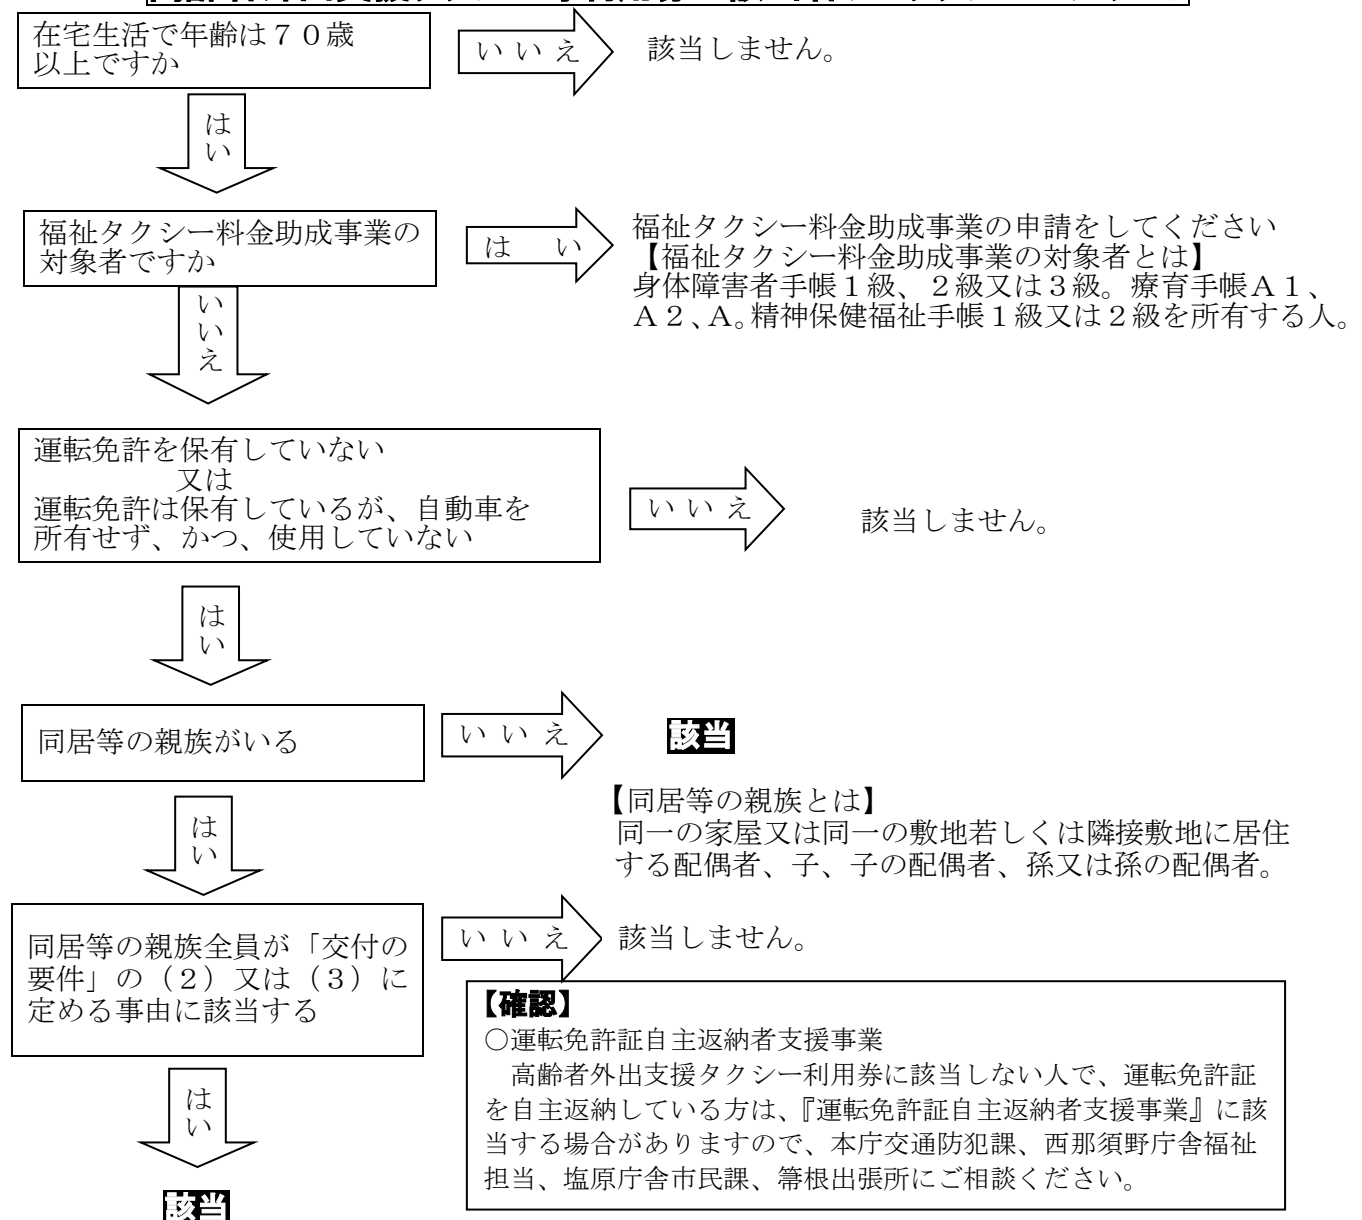 在宅生活で年齢は７０歳
以上ですか
いいえ
該当しません。
はい
福祉タクシー料金助成事業の
対象者ですか
はい
福祉タクシー料金助成事業の申請をしてください
【福祉タクシー料金助成事業の対象者とは】
身体障害者手帳１級、２級又は３級。療育手帳Ａ１、
Ａ２、Ａ。精神保健福祉手帳１級又は２級を所有する人。
いいえ
運転免許を保有していない
又は
運転免許は保有しているが、自動車を
所有せず、かつ、使用していない
いいえ
該当しません。
はい
同居等の親族がいる
いいえ
該当
【同居等の親族とは】
同一の家屋又は同一の敷地若しくは隣接敷地に居住
する配偶者、子、子の配偶者、孫又は孫の配偶者。
はい
同居等の親族全員が「交付の
要件」の（２）又は（３）に
定める事由に該当する
いいえ
該当しません。
【確認】
○運転免許証自主返納者支援事業
高齢者外出支援タクシー利用券に該当しない人で、運転免許証
を自主返納している方は、『運転免許証自主返納者支援事業』に該
当する場合がありますので、本庁交通防犯課、西那須野庁舎福祉
担当、塩原庁舎市民課、箒根出張所にご相談ください。
はい
該当